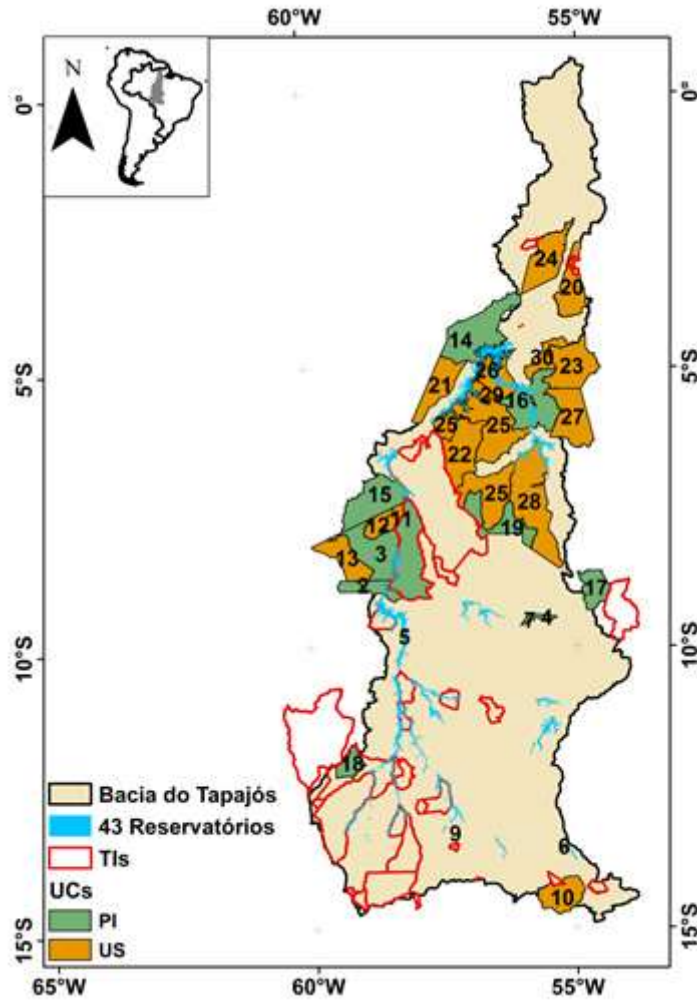 60°W 55°W
N
0°
0°
24
20
14
30
23
26
5°S
21
5°S
29
16
25
25
27
22
15
25
28
11
19
12
13
3
2
17
7 4
5
10°S
10°S
18
Bacia do Tapajós
43 Reservatórios
9
6
TIs
UCs
PI
10
15°S
US
15°S
65°W 60°W 55°W